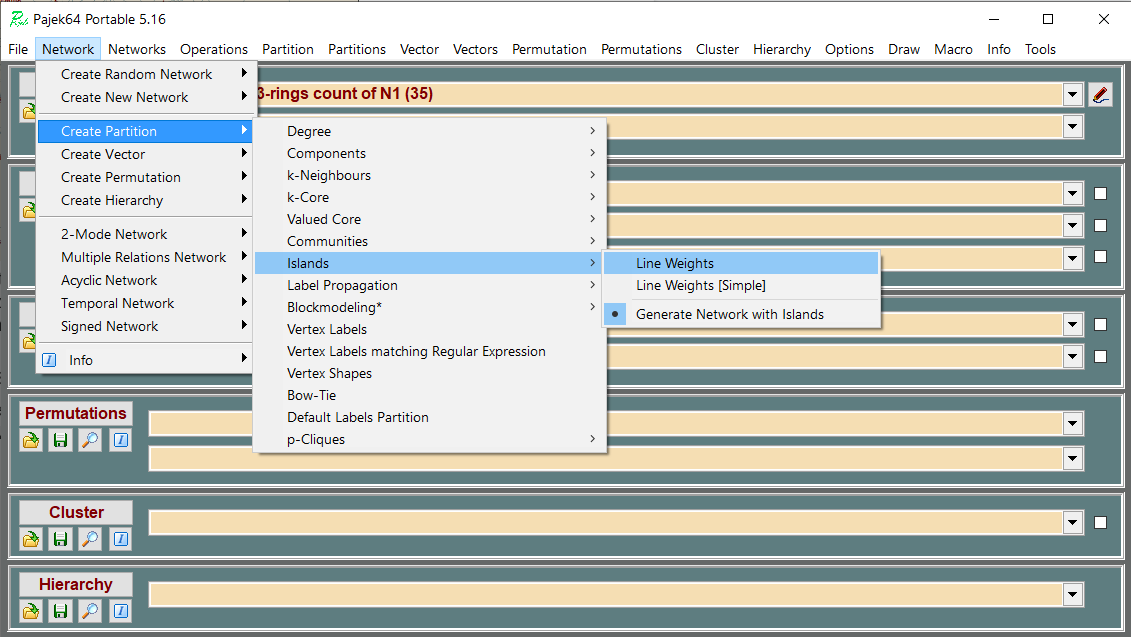 Pajek64 Portable 5.16
File Network Networks Operations Partition Partitions Vector Vectors Permutation Permutations Cluster Hierarchy Options Draw Macro Info Tools
Create Random Network
Create New Network
3-rings count of N1 (35)
Create Partition
Create Vector
Create Permutation
Create Hierarchy
2-Mode Network
Multiple Relations Network
Acyclic Network
Temporal Network
Signed Network
Info
Degree
Components
k-Neighbours
k-Core
Valued Core
Communities
Islands
Label Propagation
Blockmodeling*
Vertex Labels
Vertex Labels matching Regular Expression
Vertex Shapes
Bow-Tie
Default Labels Partition
p-Cliques
Line Weights
Line Weights [Simple]
Generate Network with Islands
Permutations
Cluster
Hierarchy